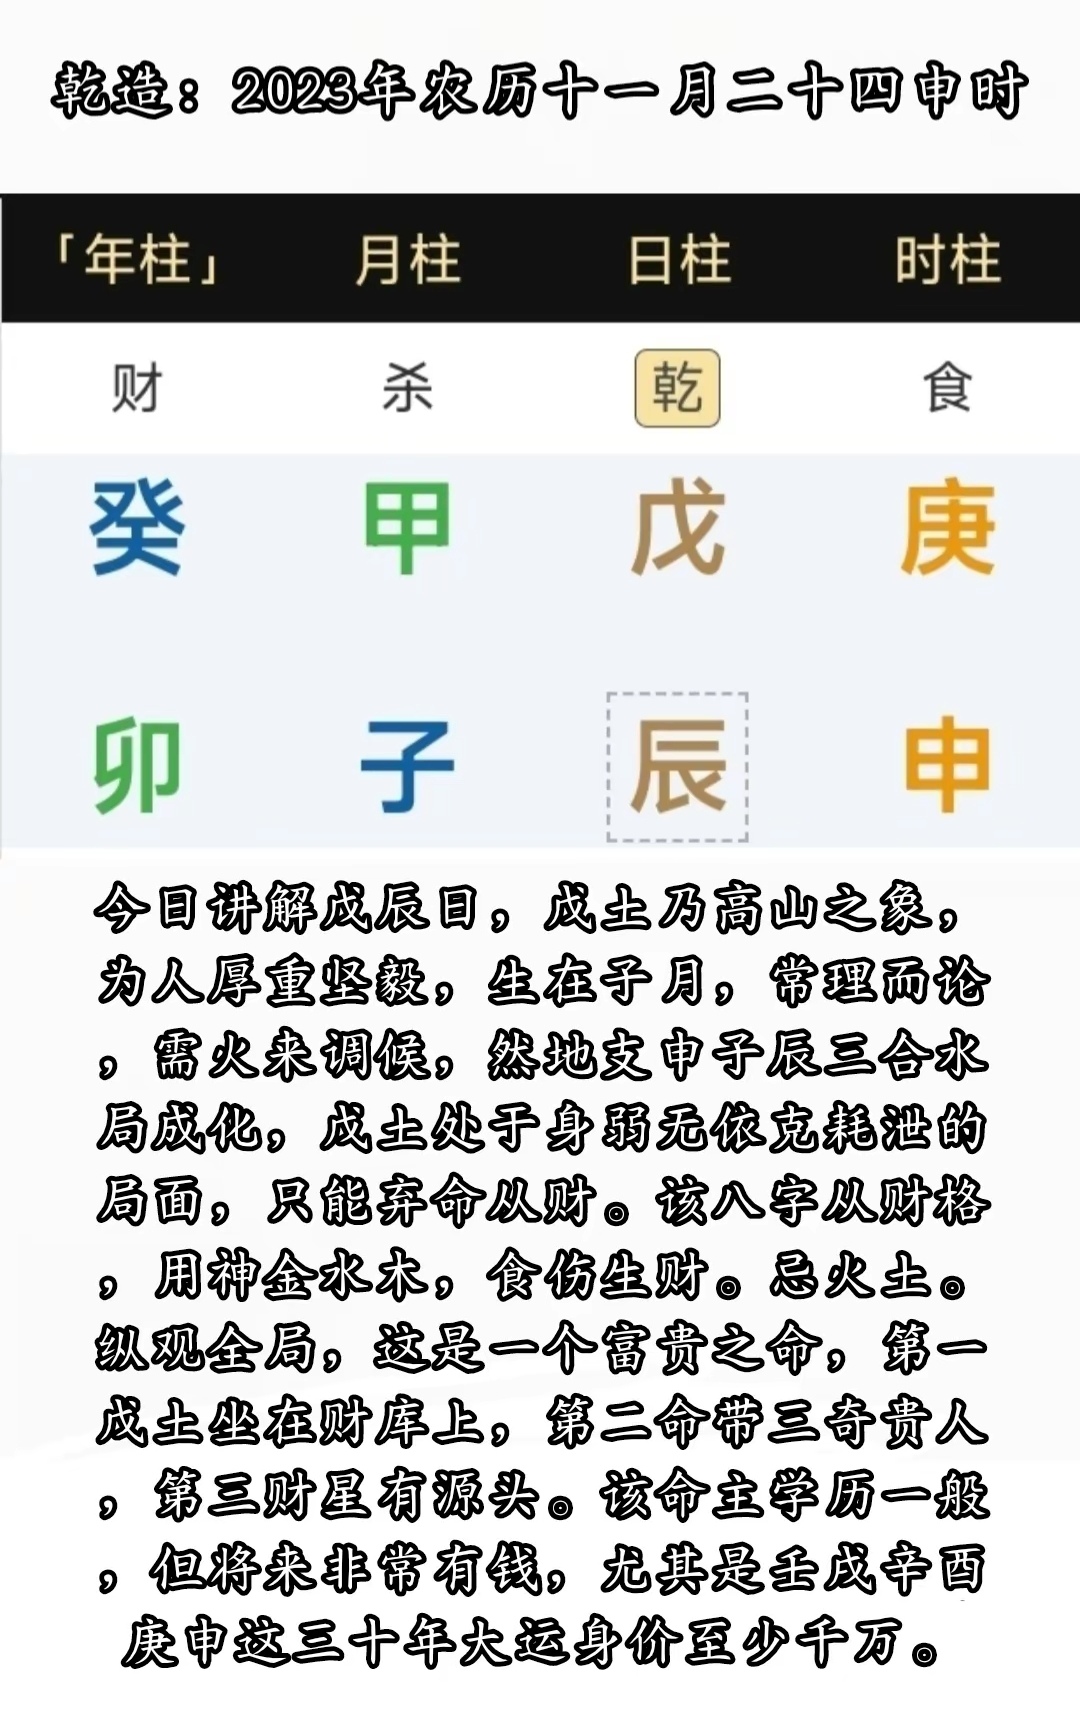 乾造：2023年农历十一月二十四申时
「年柱」 月柱 日柱 时柱
财 杀 乾 食
癸 甲 戊 庚
卯 子 辰 申
今日讲解戊辰日，戊土乃高山之象，
为人厚重坚毅，生在子月，常理而论
，需火来调候，然地支申子辰三合水
局成化，戊土处于身弱无依克耗泄的
局面，只能弃命从财。该八字从财格
，用神金水木，食伤生财。忌火土。
纵观全局，这是一个富贵之命，第一
戊土坐在财库上，第二命带三奇贵人
，第三财星有源头。该命主学历一般
，但将来非常有钱，尤其是壬戌辛酉
庚申这三十年大运身价至少千万。